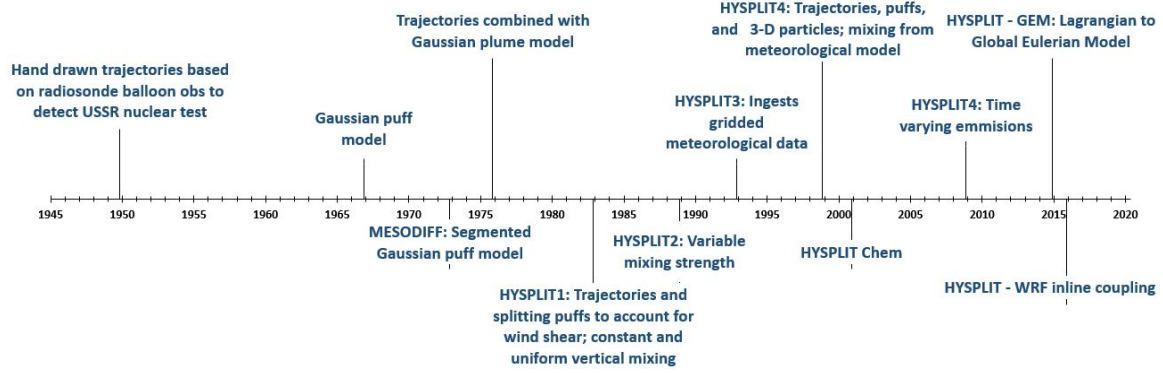 Hand drawn trajectories based
on radiosonde balloon obs to
detect USSR nuclear test
Gaussian puff
model
Trajectories combined with
Gaussian plume model
HYSPLIT3: Ingests
gridded
meteorological data
HYSPLIT4: Trajectories, puffs,
and 3-D particles; mixing from
meteorological model
HYSPLIT4: Time
varying emmisions
HYSPLIT - GEM: Lagrangian to
Global Eulerian Model
1945 1950 1955 1960 1965 1970 1975 1980 1985 1990 1995 2000 2005 2010 2015 2020
MESODIFF: Segmented
Gaussian puff model
HYSPLIT1: Trajectories and
splitting puffs to account for
wind shear; constant and
uniform vertical mixing
HYSPLIT2: Variable
mixing strength
HYSPLIT Chem
HYSPLIT - WRF inline coupling